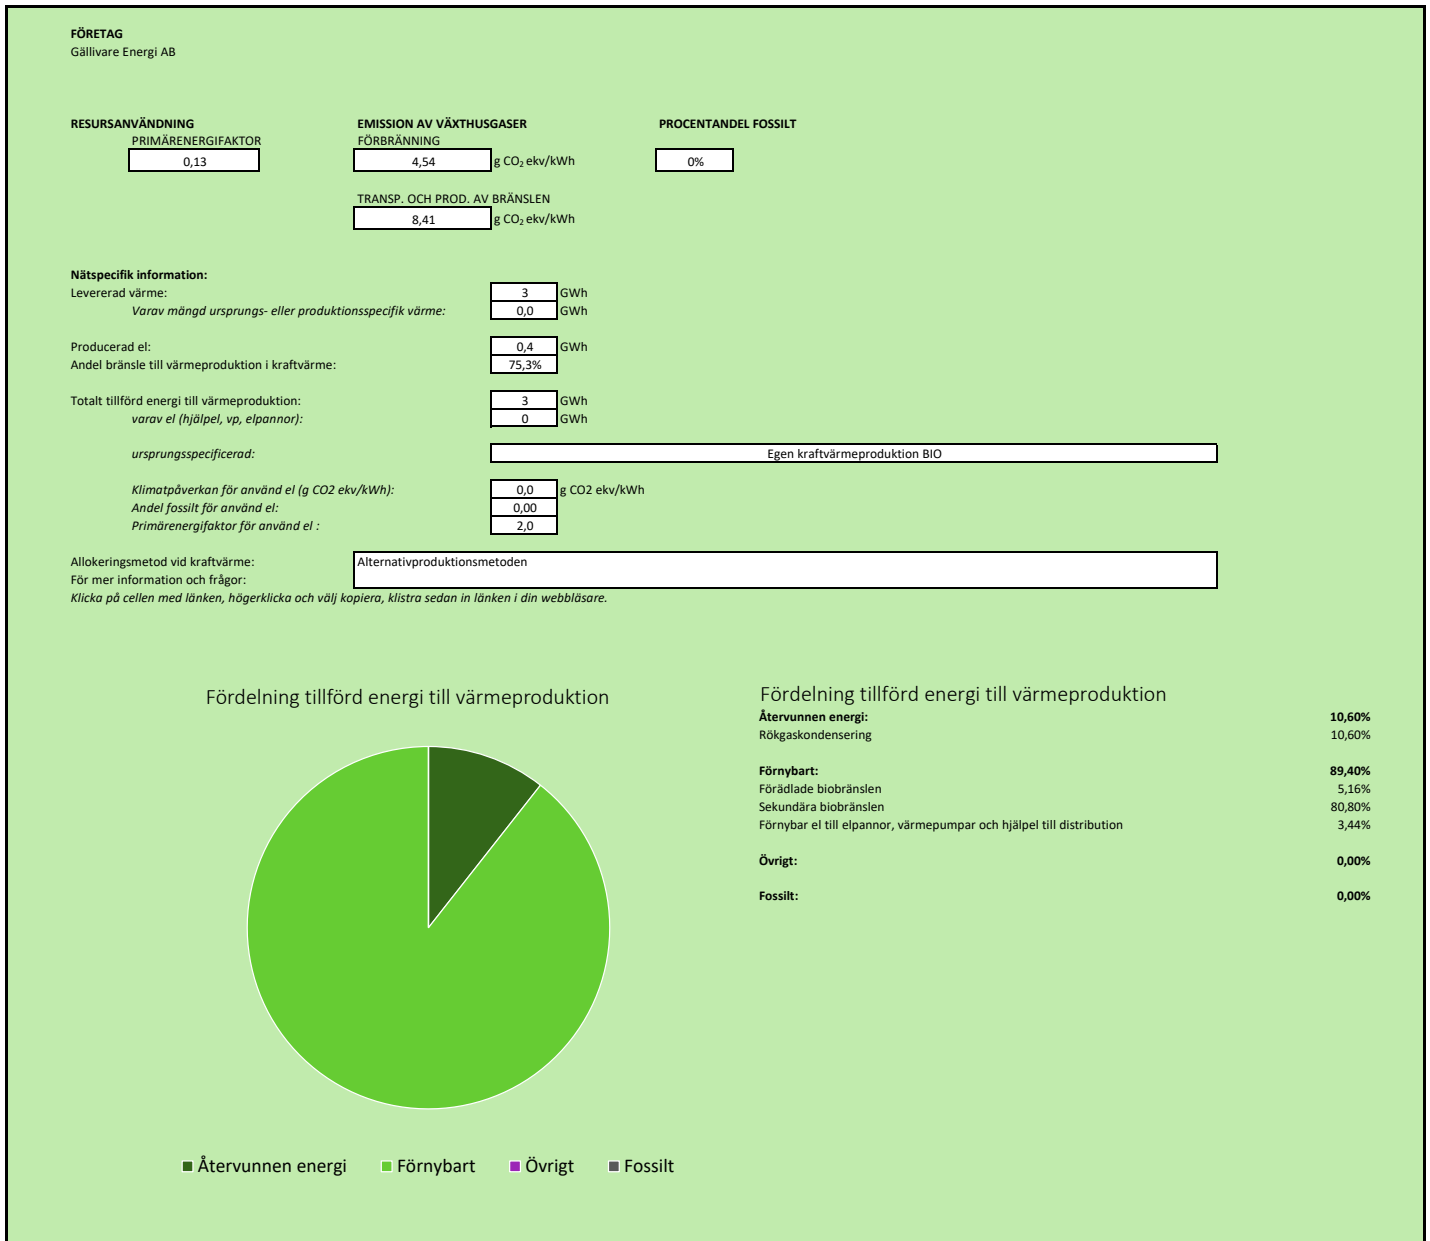 FÖRETAG
Gällivare Energi AB
RESURSANVÄNDNING EMISSION AV VÄXTHUSGASER PROCENTANDEL FOSSILT
PRIMÄRENERGIFAKTOR FÖRBRÄNNING
0,13 4,54 g CO₂ ekv/kWh 0%
TRANSP. OCH PROD. AV BRÄNSLEN
8,41 g CO₂ ekv/kWh
Nätspecifik information:
Levererad värme: 3 GWh
Varav mängd ursprungs- eller produktionsspecifik värme: 0,0 GWh
Producerad el: 0,4 GWh
Andel bränsle till värmeproduktion i kraftvärme: 75,3%
Totalt tillförd energi till värmeproduktion: 3 GWh
varav el (hjälpel, vp, elpannor): 0 GWh
ursprungsspecificerad: Egen kraftvärmeproduktion BIO
Klimatpåverkan för använd el (g CO2 ekv/kWh): 0,0 g CO2 ekv/kWh
Andel fossilt för använd el: 0,00
Primärenergifaktor för använd el : 2,0
Allokeringsmetod vid kraftvärme: Alternativproduktionsmetoden
För mer information och frågor:
Klicka på cellen med länken, högerklicka och välj kopiera, klistra sedan in länken i din webbläsare.
Fördelning tillförd energi till värmeproduktion
Återvunnen energi Förnybart Övrigt Fossilt
Fördelning tillförd energi till värmeproduktion
Återvunnen energi: 10,60%
Rökgaskondensering 10,60%
Förnybart: 89,40%
Förädlade biobränslen 5,16%
Sekundära biobränslen 80,80%
Förnybar el till elpannor, värmepumpar och hjälpel till distribution 3,44%
Övrigt: 0,00%
Fossilt: 0,00%